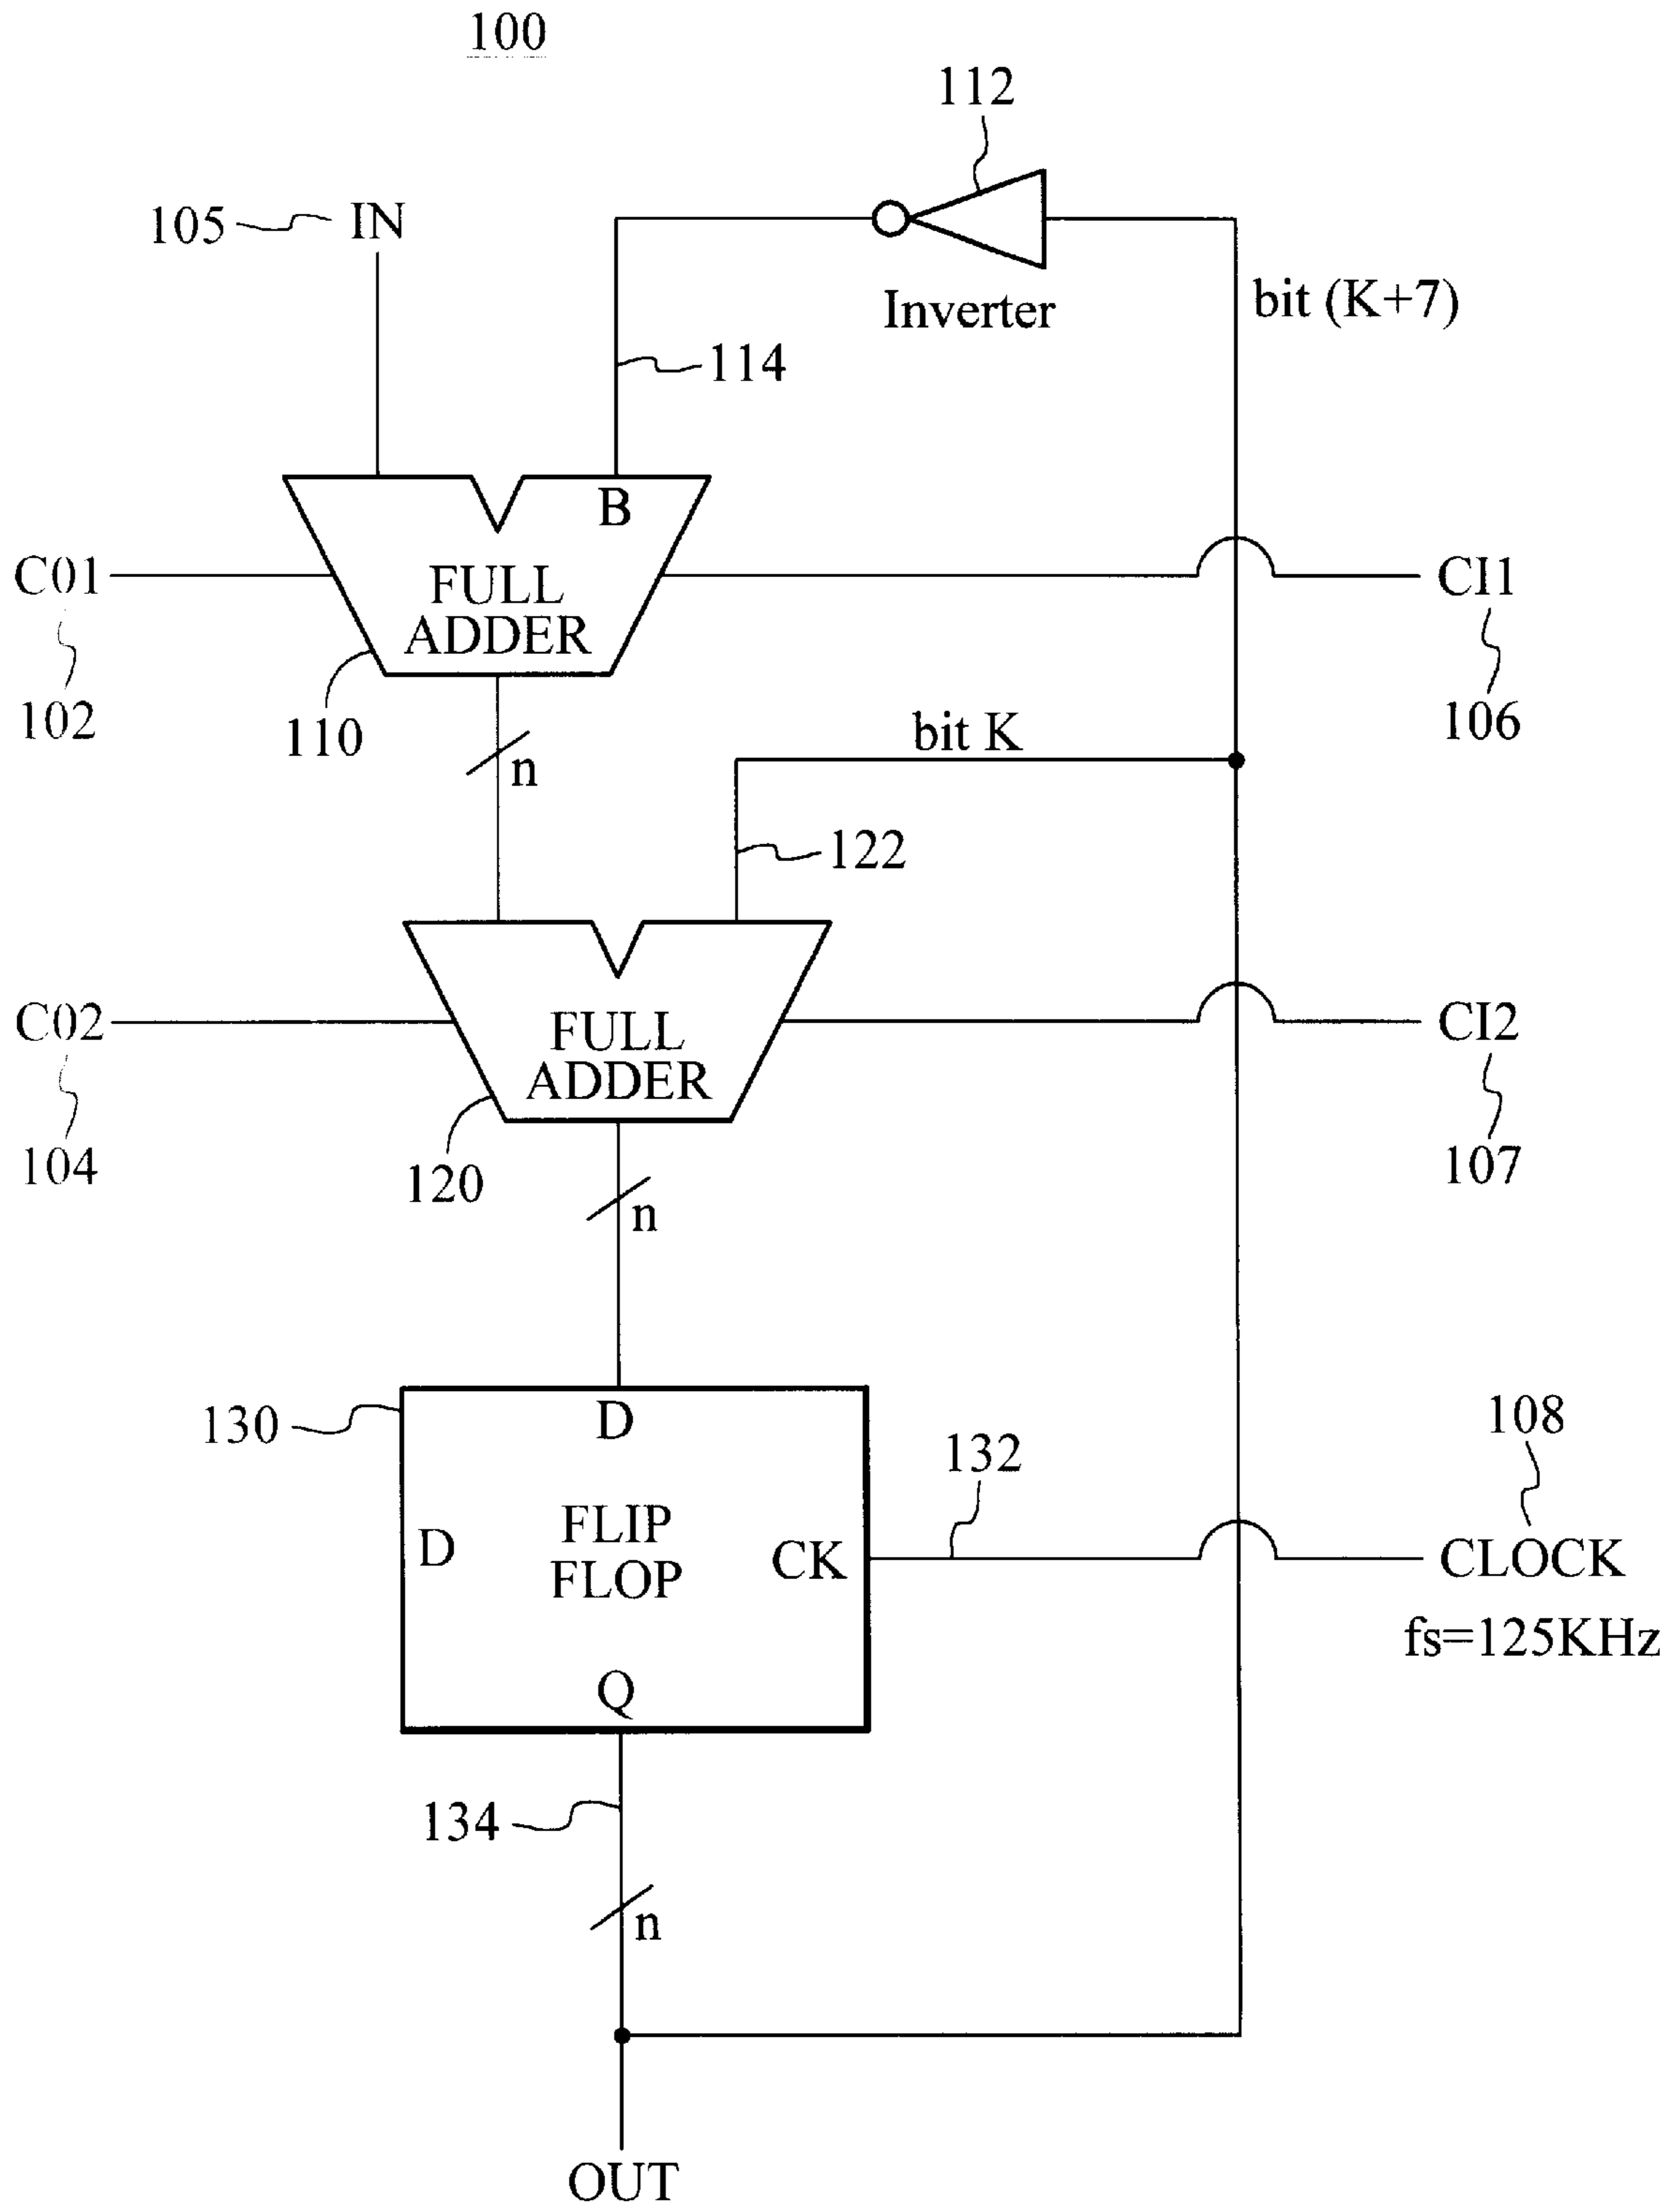 100
112
105
IN
bit (K+7)
Inverter
114
B
C01
FULL
ADDER
CI1
102
110
106
bit K
n
122
C02
FULL
ADDER
CI2
104
120
107
n
130
D
108
132
D
FLIP
FLOP
CK
CLOCK
fs=125KHz
Q
134
n
OUT